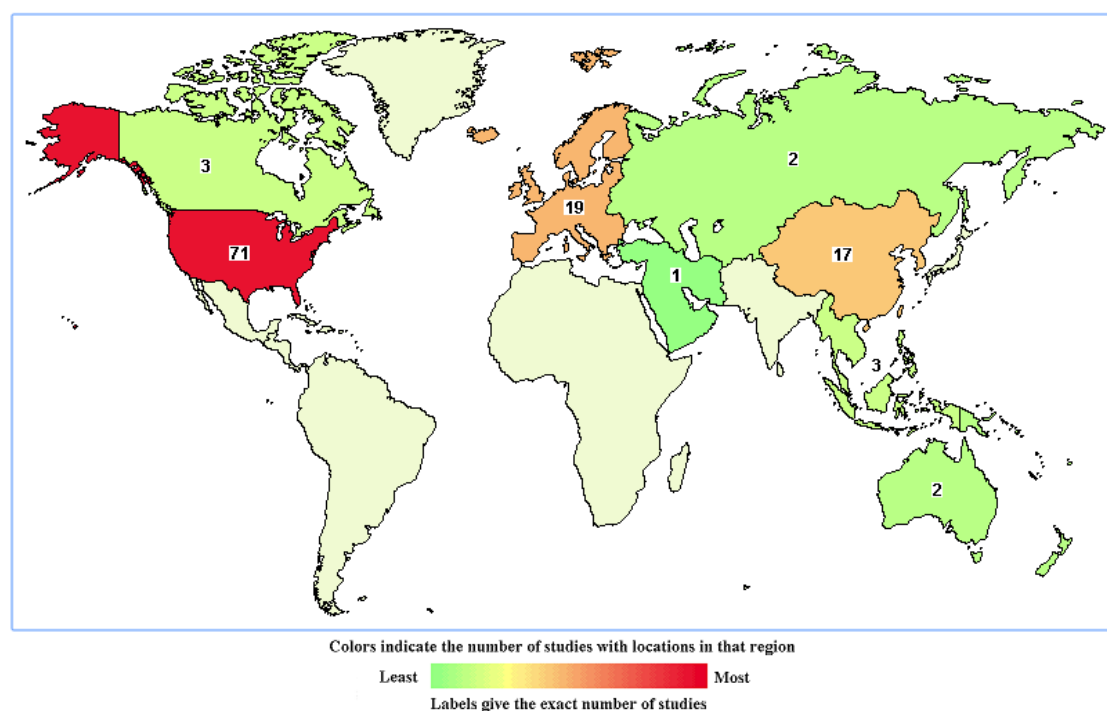 2
3
19
71
17
1
3
2
Colors indicate the number of studies with locations in that region
Least Most
Labels give the exact number of studies